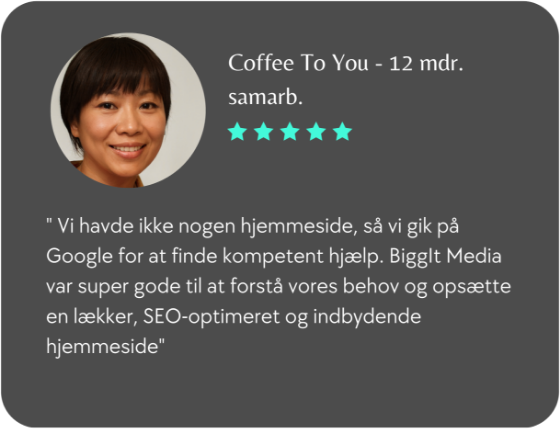 Coffee To You - 12 mdr.
samarb.
" Vi havde ikke nogen hjemmeside, så vi gik på
Google for at finde kompetent hjælp. BiggIt Media
var super gode til at forstå vores behov og opsætte
en lækker, SEO-optimeret og indbydende
hjemmeside"